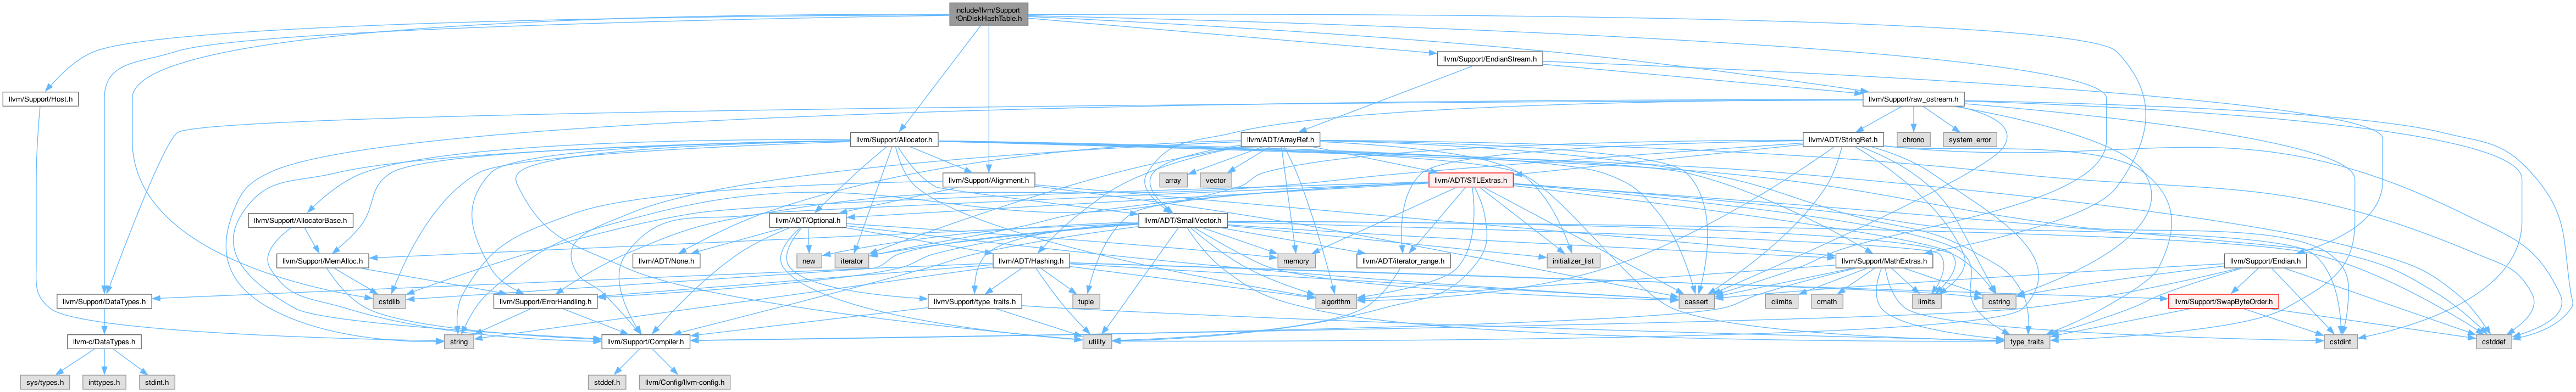 include/llvm/Support
/OnDiskHashTable.h
llvm/Support/EndianStream.h
llvm/Support/Host.h
llvm/Support/raw_ostream.h
llvm/Support/Allocator.h
llvm/ADT/ArrayRef.h
llvm/ADT/StringRef.h
chrono
system_error
llvm/Support/Alignment.h
array
vector
llvm/ADT/STLExtras.h
llvm/Support/AllocatorBase.h
llvm/ADT/Optional.h
llvm/ADT/SmallVector.h
llvm/Support/MemAlloc.h
llvm/ADT/None.h
new
iterator
llvm/ADT/Hashing.h
memory
llvm/ADT/iterator_range.h
initializer_list
llvm/Support/MathExtras.h
llvm/Support/Endian.h
llvm/Support/DataTypes.h
cstdlib
llvm/Support/ErrorHandling.h
llvm/Support/type_traits.h
tuple
algorithm
cassert
climits
cmath
limits
cstring
llvm/Support/SwapByteOrder.h
llvm-c/DataTypes.h
string
llvm/Support/Compiler.h
utility
type_traits
cstdint
cstddef
sys/types.h
inttypes.h
stdint.h
stddef.h
llvm/Config/llvm-config.h